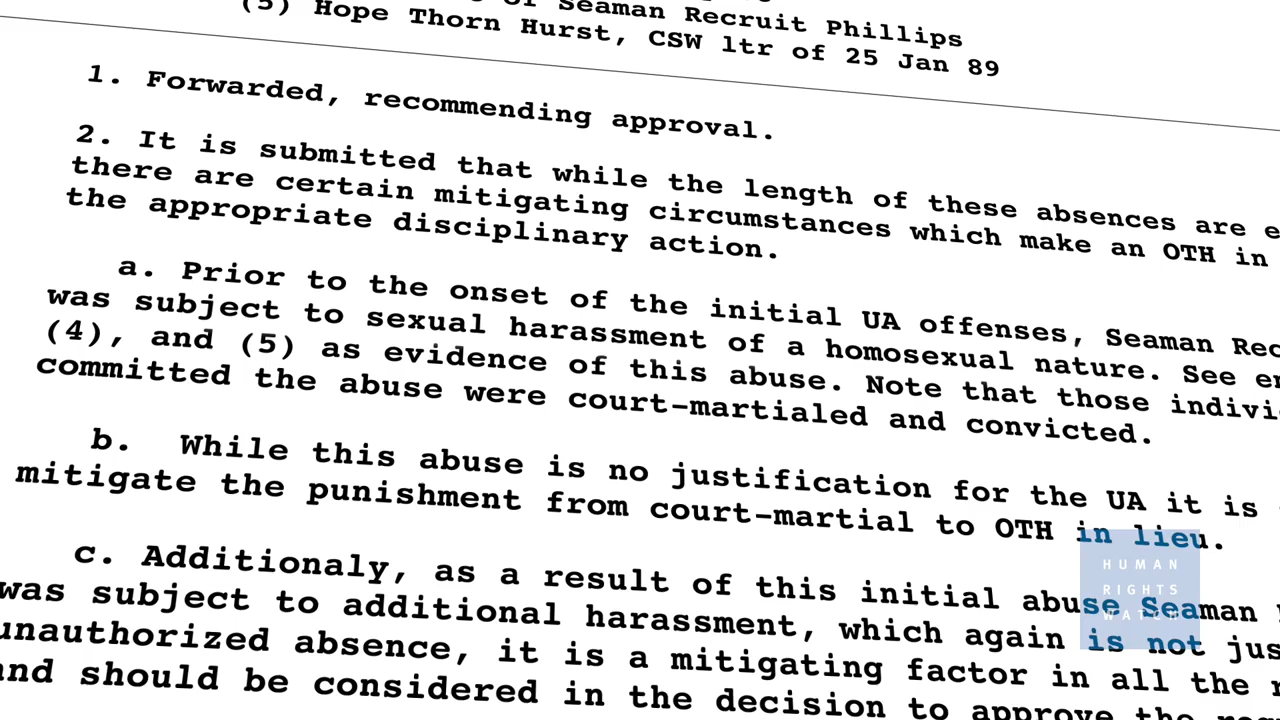 of Seaman Recruit Phillips
(5) Hope Thorn Hurst, CSW ltr of 25 Jan 89
1. Forwarded, recommending approval.
2. It is submitted that while the length of these absences are
there are certain mitigating circumstances which make an OTH in
the appropriate disciplinary action.
a. Prior to the onset of the initial UA offenses, Seaman
was subject to sexual harassment of a homosexual nature. See
(4), and (5) as evidence of this abuse. Note that those
committed the abuse were court-martialed and convicted.
b. While this abuse is no justification for the UA it is
mitigate the punishment from court-martial to OTH in lieu.
c. Additionaly, as a result of this initial abuse Seaman
was subject to additional harassment, which again is not
unauthorized absence, it is a mitigating factor in all the
and should be considered in the decision to approve the
HUMAN
RIGHTS
WATCH